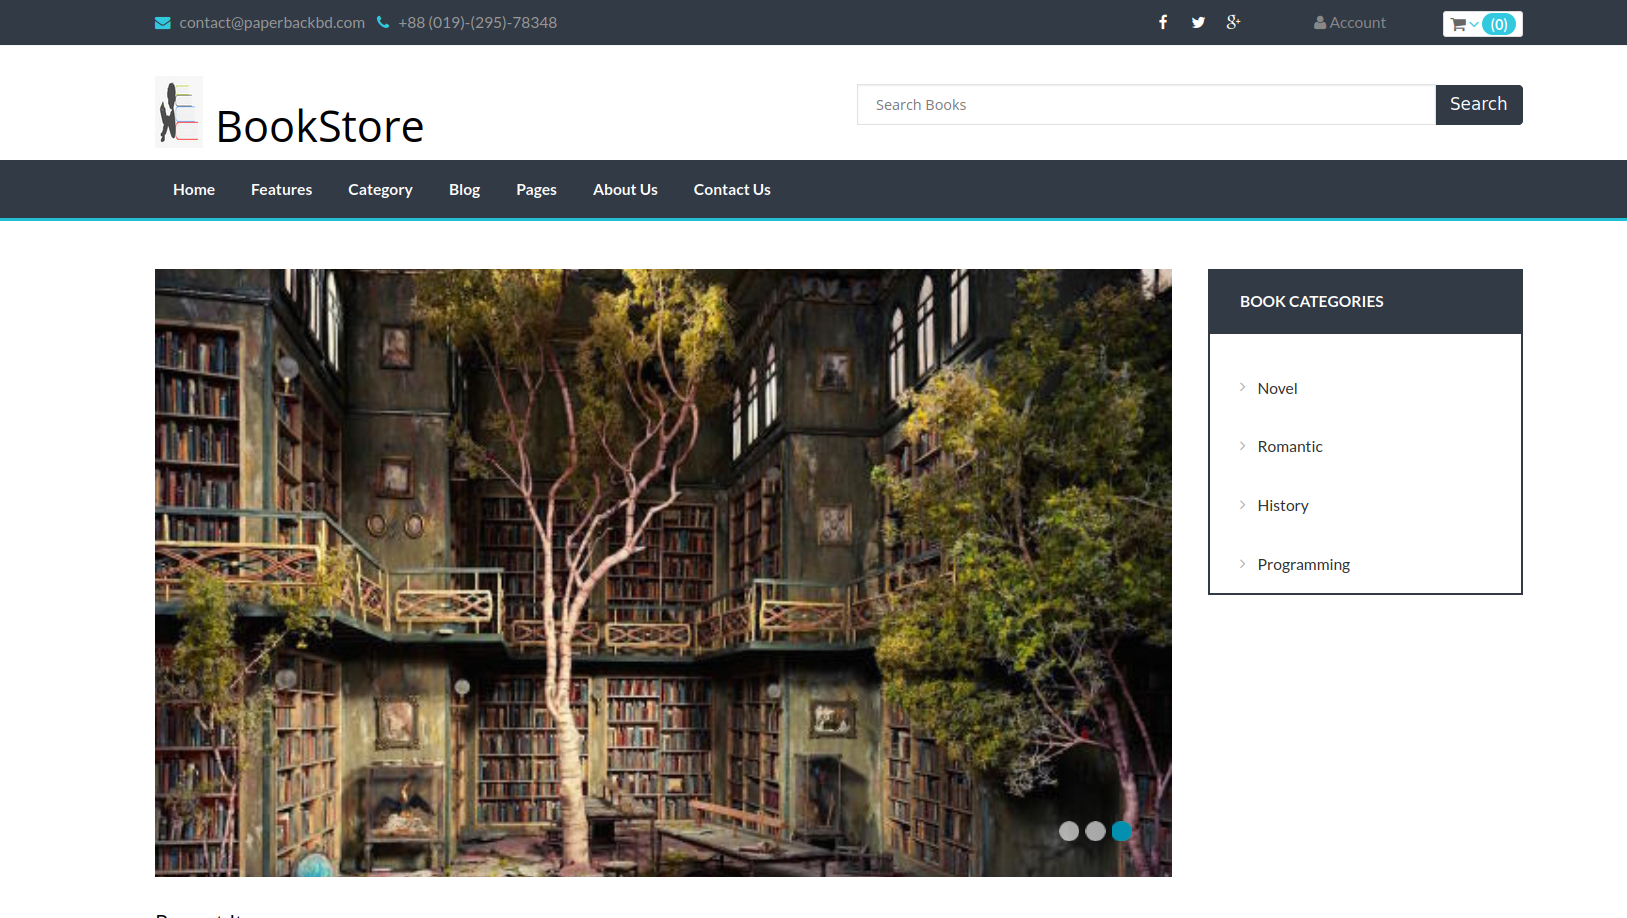 contact@paperbackbd.com +88 (019)-(295)-78348 Account (0)
BookStore
Search Books Search
Home Features Category Blog Pages About Us Contact Us
BOOK CATEGORIES
Novel
Romantic
History
Programming